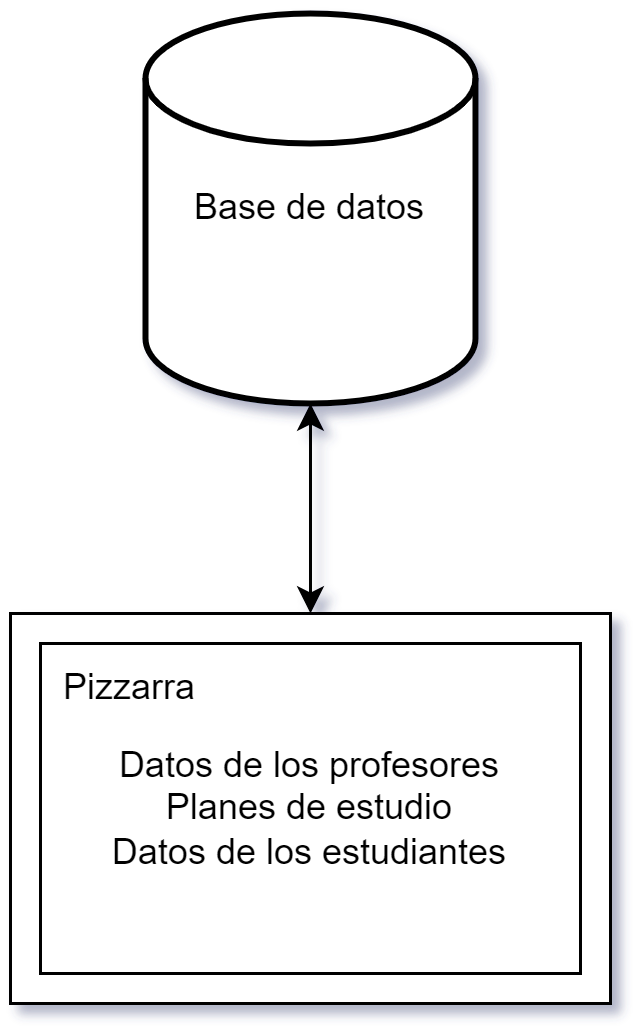 Base de datos
Pizzarra
Datos de los profesores
Planes de estudio
Datos de los estudiantes